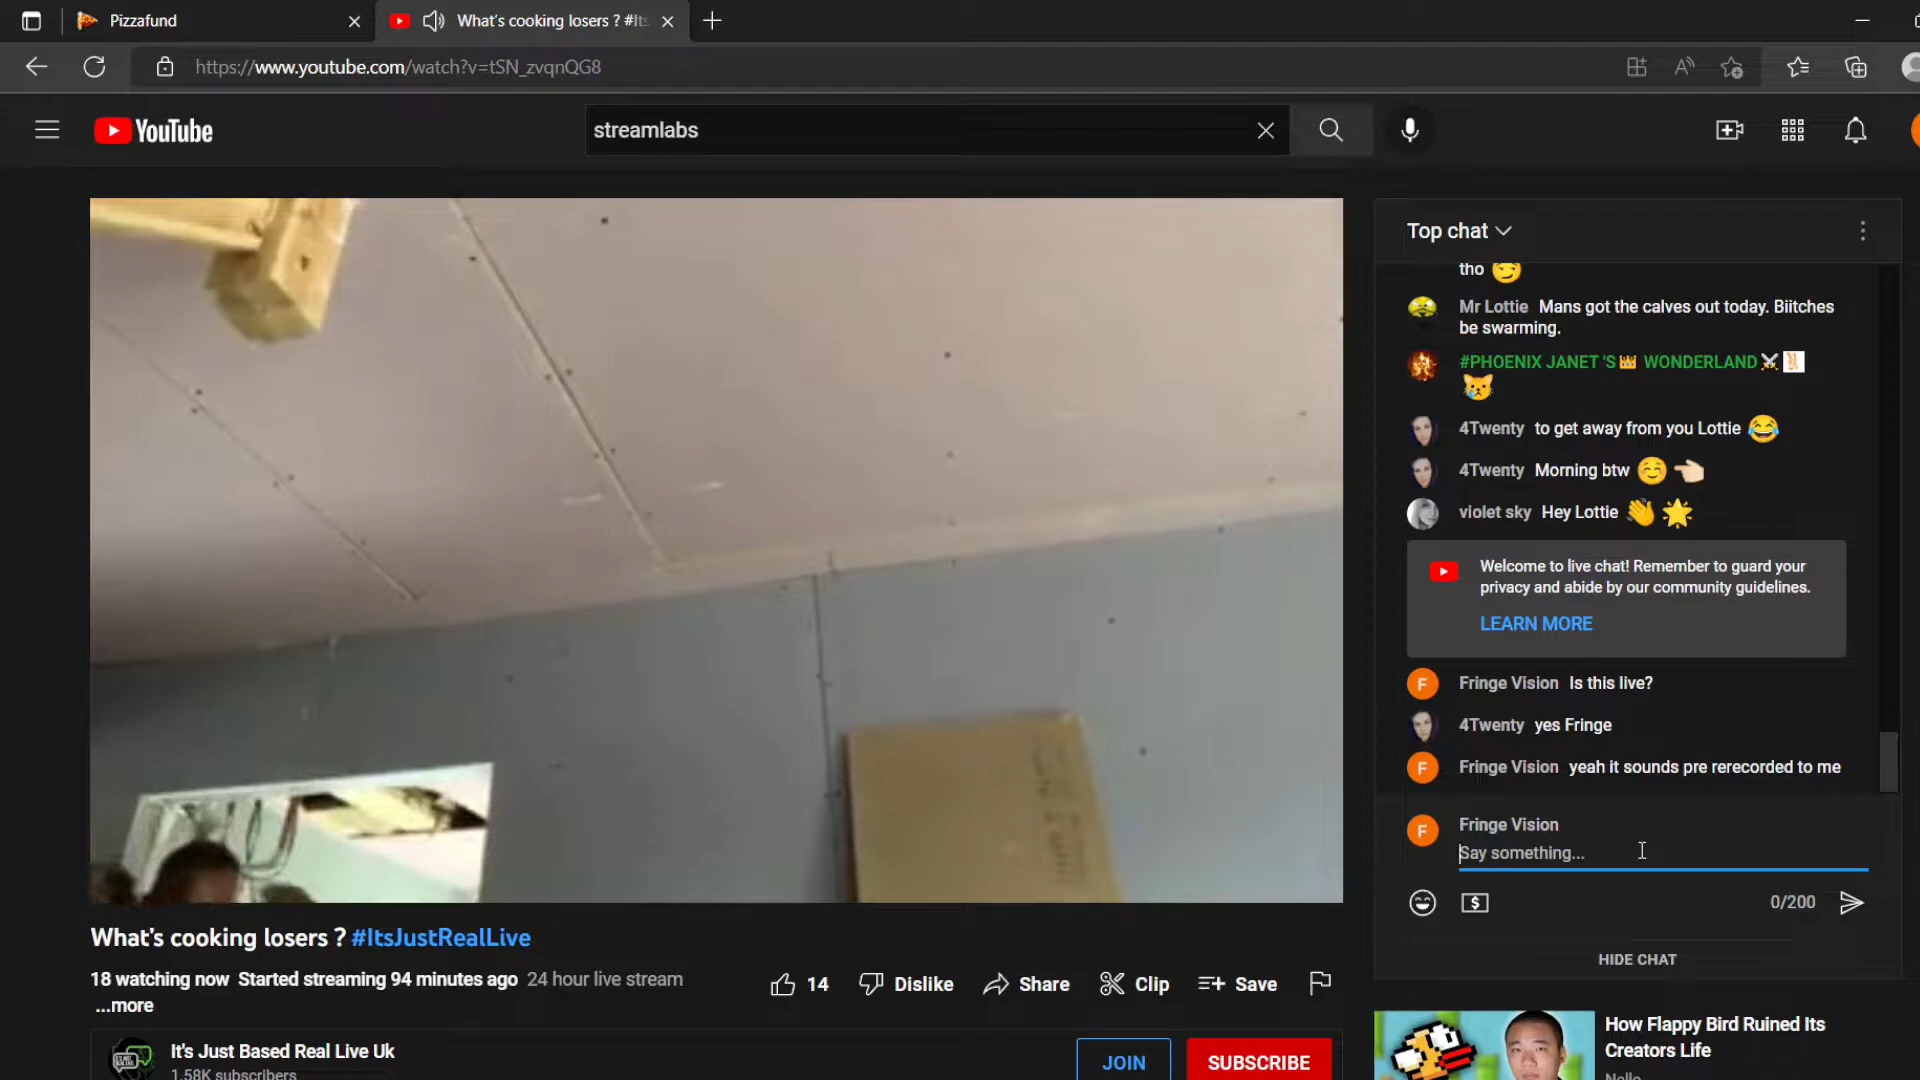 Pizzafund
What's cooking losers ? #Its
https://www.youtube.com/watch?v=tSN_zvqnQG8
YouTube
streamlabs
Top chat
tho
Mr Lottie Mans got the calves out today. Biitches
be swarming.
#PHOENIX JANET 'S WONDERLAND
4Twenty to get away from you Lottie
4Twenty Morning btw
violet sky Hey Lottie
Welcome to live chat! Remember to guard your
privacy and abide by our community guidelines.
LEARN MORE
F Fringe Vision Is this live?
4Twenty yes Fringe
F Fringe Vision yeah it sounds pre rerecorded to me
F Fringe Vision
Say something...
0/200
HIDE CHAT
What's cooking losers ? #ItsJustRealLive
18 watching now Started streaming 94 minutes ago 24 hour live stream
...more
14 Dislike Share Clip Save
It's Just Based Real Live Uk
1.58K subscribers
JOIN
SUBSCRIBE
How Flappy Bird Ruined Its
Creators Life